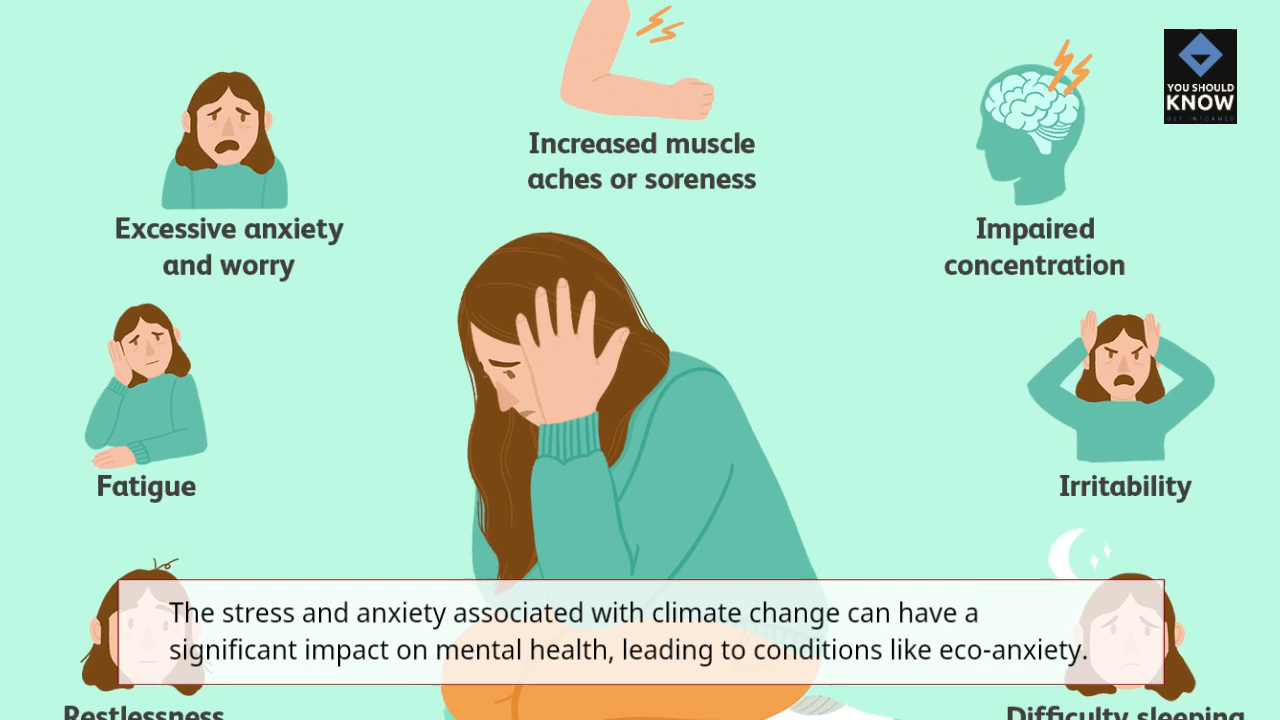 YOU SHOULD
KNOW
GET INFORMED
Increased muscle
aches or soreness
Excessive anxiety
and worry
Impaired
concentration
Fatigue
Irritability
The stress and anxiety associated with climate change can have a
significant impact on mental health, leading to conditions like eco-anxiety.
Restlessness
Difficulty sleeping